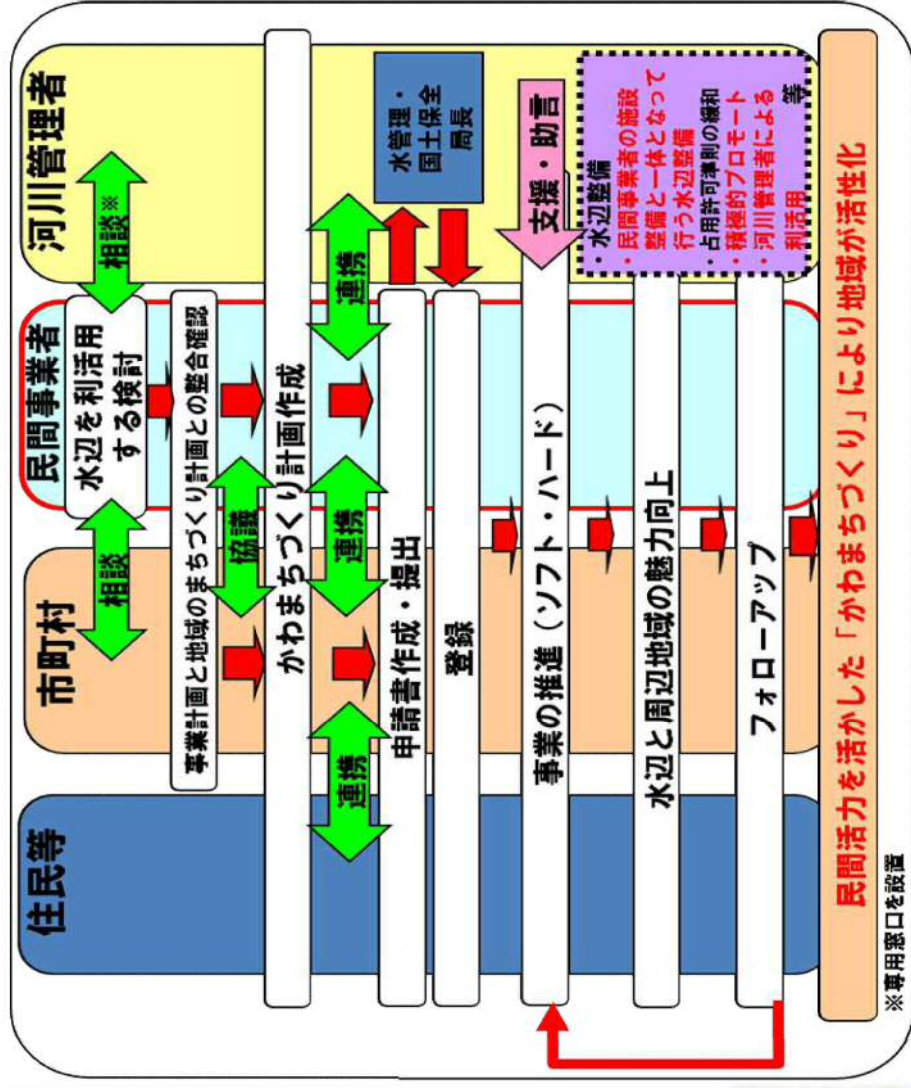 住民等
市町村
民間事業者
河川管理者
水辺を利活用
する検討
相談
相談※
事業計画と地域のまちづくり計画との整合確認
協議
かわまちづくり計画作成
連携
連携
連携
申請書作成・提出
水管理・
国土保全
局長
登録
事業の推進（ソフト・ハード）
支援・助言
・水辺整備
・民間事業者の施設
整備と一体となって
行う水辺整備
・占用許可準則の緩和
・積極的プロモート
・河川管理者による
利活用　等
水辺と周辺地域の魅力向上
フォローアップ
民間活力を活かした「かわまちづくり」により地域が活性化
※専用窓口を設置